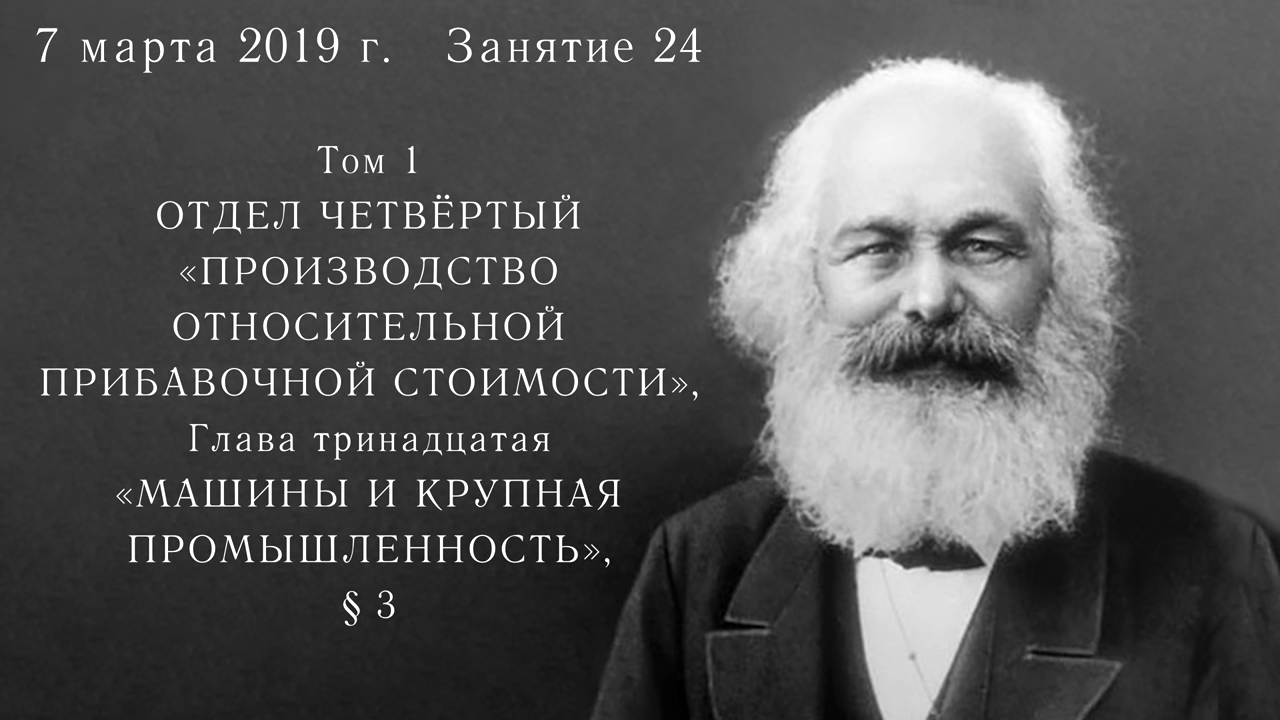 7 марта 2019 г. Занятие 24
Том 1
ОТДЕЛ ЧЕТВЁРТЫЙ
«ПРОИЗВОДСТВО
ОТНОСИТЕЛЬНОЙ
ПРИБАВОЧНОЙ СТОИМОСТИ»,
Глава тринадцатая
«МАШИНЫ И КРУПНАЯ
ПРОМЫШЛЕННОСТЬ»,
§ 3